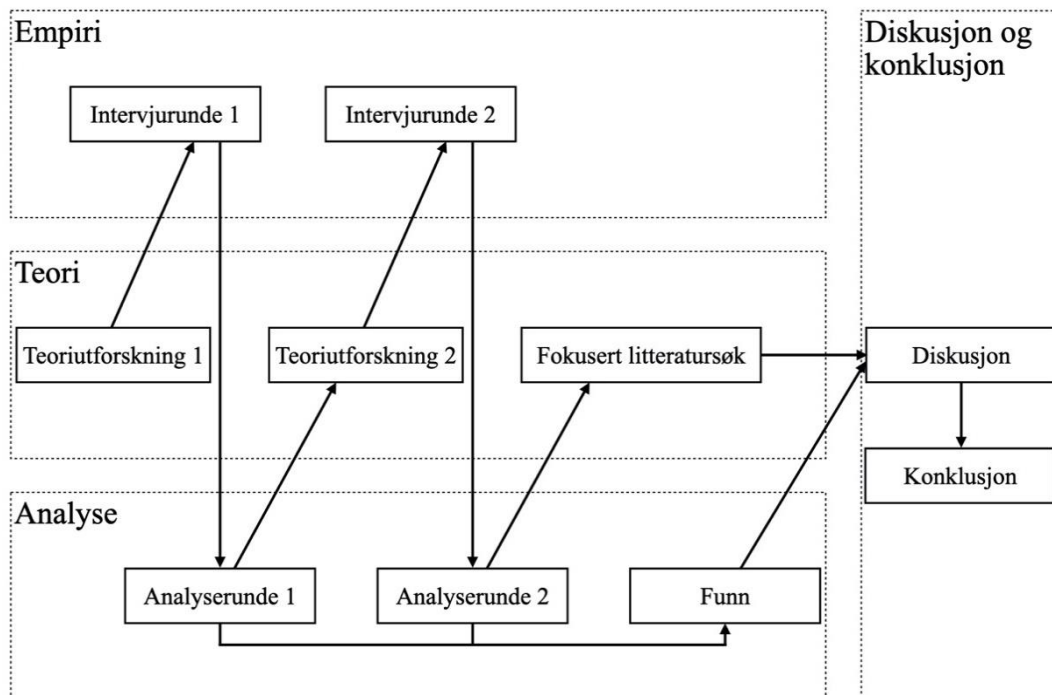 Empiri
Intervjurunde 1
Intervjurunde 2
Teori
Teoriutforskning 1
Teoriutforskning 2
Fokusert litteratursøk
Analyse
Analyserunde 1
Analyserunde 2
Funn
Diskusjon og
konklusjon
Diskusjon
Konklusjon